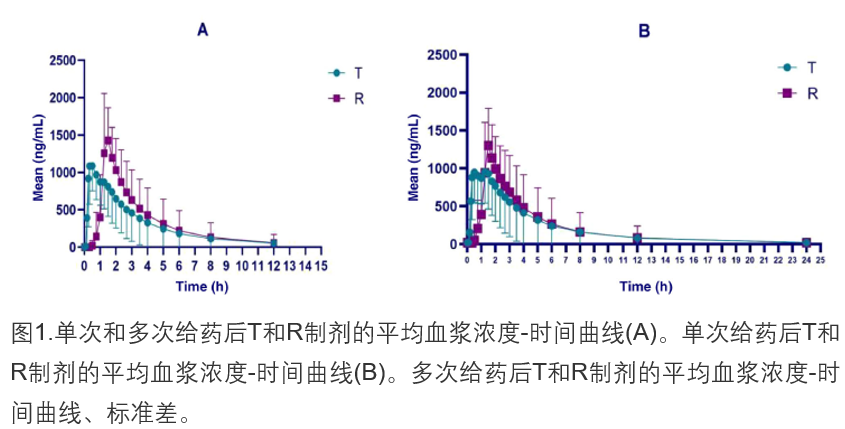 A
B
2500
2000
1500
1000
500
0
Mean (ng/mL)
T
R
0 1 2 3 4 5 6 7 8 9 10 11 12 13 14 15
Time (h)
2500
2000
1500
1000
500
0
Mean (ng/mL)
T
R
0 1 2 3 4 5 6 7 8 9 10 11 12 13 14 15 16 17 18 19 20 21 22 23 24 25
Time (h)
图1.单次和多次给药后T和R制剂的平均血浆浓度-时间曲线(A)。单次给药后T和
R制剂的平均血浆浓度-时间曲线(B)。多次给药后T和R制剂的平均血浆浓度-时
间曲线、标准差。